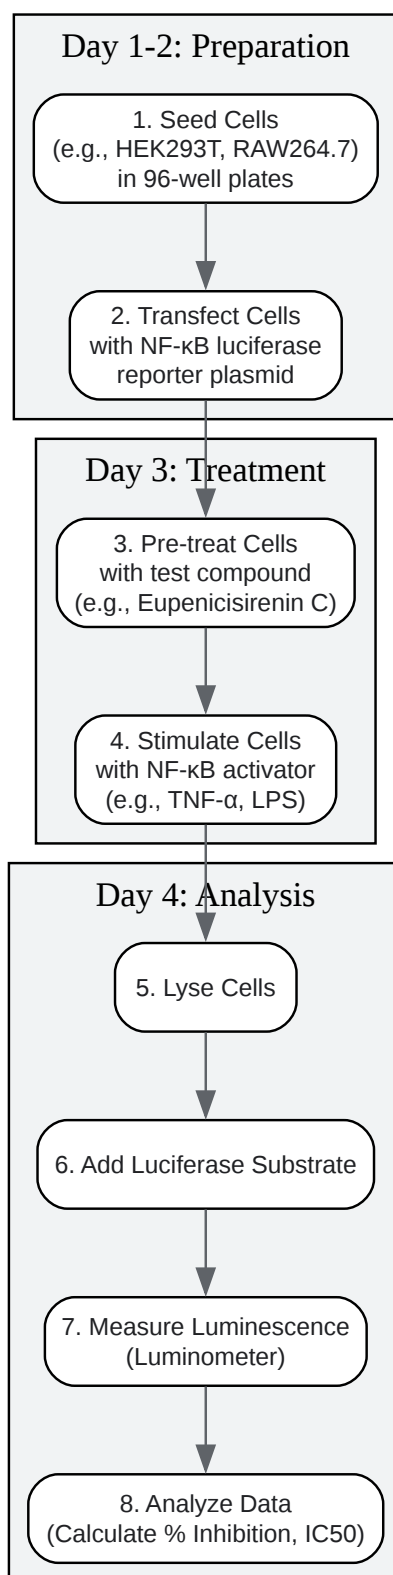 Day 1-2: Preparation
1. Seed Cells
(e.g., HEK293T, RAW264.7)
in 96-well plates
2. Transfect Cells
with NF-κB luciferase
reporter plasmid
Day 3: Treatment
3. Pre-treat Cells
with test compound
(e.g., Eupenicisirenin C)
4. Stimulate Cells
with NF-κB activator
(e.g., TNF-α, LPS)
Day 4: Analysis
5. Lyse Cells
6. Add Luciferase Substrate
7. Measure Luminescence
(Luminometer)
8. Analyze Data
(Calculate % Inhibition, IC50)